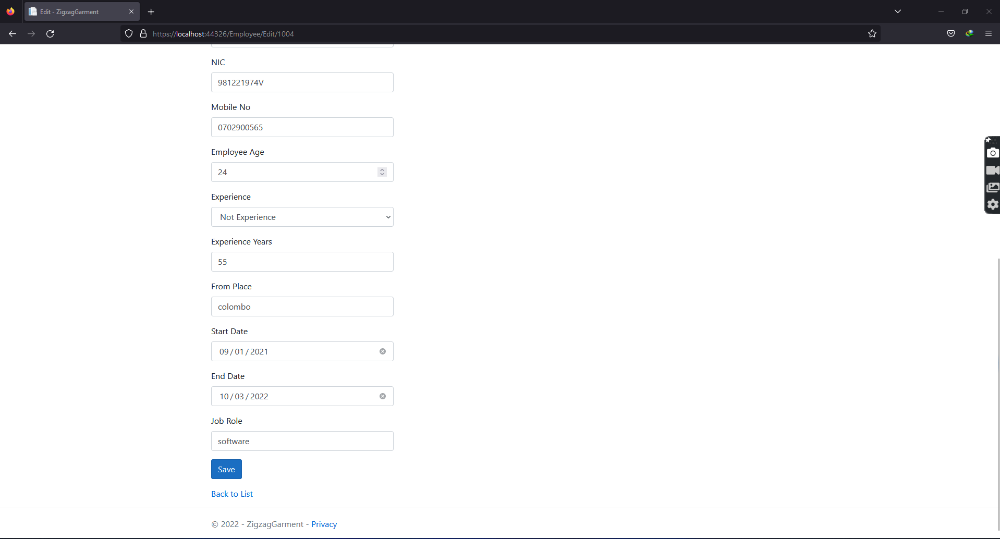 Edit - ZigzagGarment
https://localhost:44326/Employee/Edit/1004
NIC
981221974V
Mobile No
0702900565
Employee Age
24
Experience
Not Experience
Experience Years
55
From Place
colombo
Start Date
09/01/2021
End Date
10/03/2022
Job Role
software
Save
Back to List
© 2022 - ZigzagGarment - Privacy